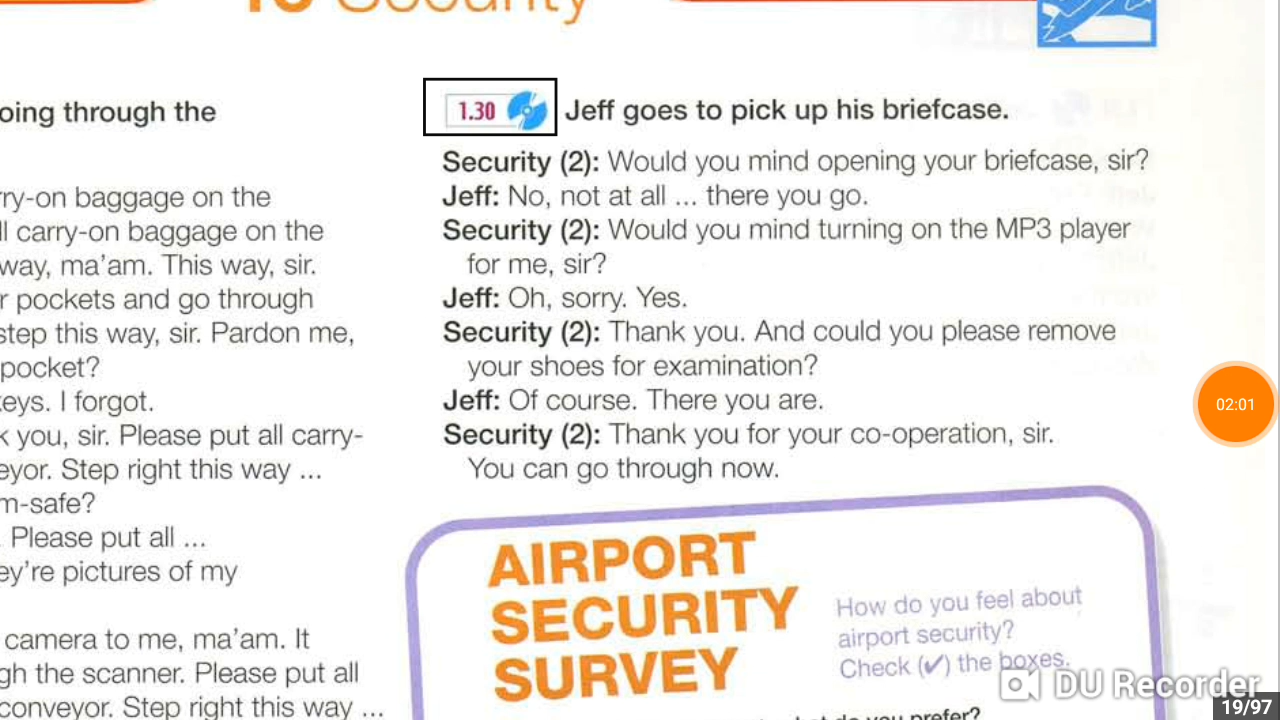 Security
oing through the
rry-on baggage on the
ll carry-on baggage on the
way, ma'am. This way, sir.
r pockets and go through
step this way, sir. Pardon me,
pocket?
keys. I forgot.
k you, sir. Please put all carry-
eyor. Step right this way ...
m-safe?
. Please put all ...
ey're pictures of my
camera to me, ma'am. It
gh the scanner. Please put all
conveyor. Step right this way ...
1.30 Jeff goes to pick up his briefcase.
Security (2): Would you mind opening your briefcase, sir?
Jeff: No, not at all ... there you go.
Security (2): Would you mind turning on the MP3 player
for me, sir?
Jeff: Oh, sorry. Yes.
Security (2): Thank you. And could you please remove
your shoes for examination?
Jeff: Of course. There you are.
Security (2): Thank you for your co-operation, sir.
You can go through now.
AIRPORT
SECURITY
SURVEY
How do you feel about
airport security?
Check (✔) the boxes.
do you prefer?
02:01
DU Recorder
19/97